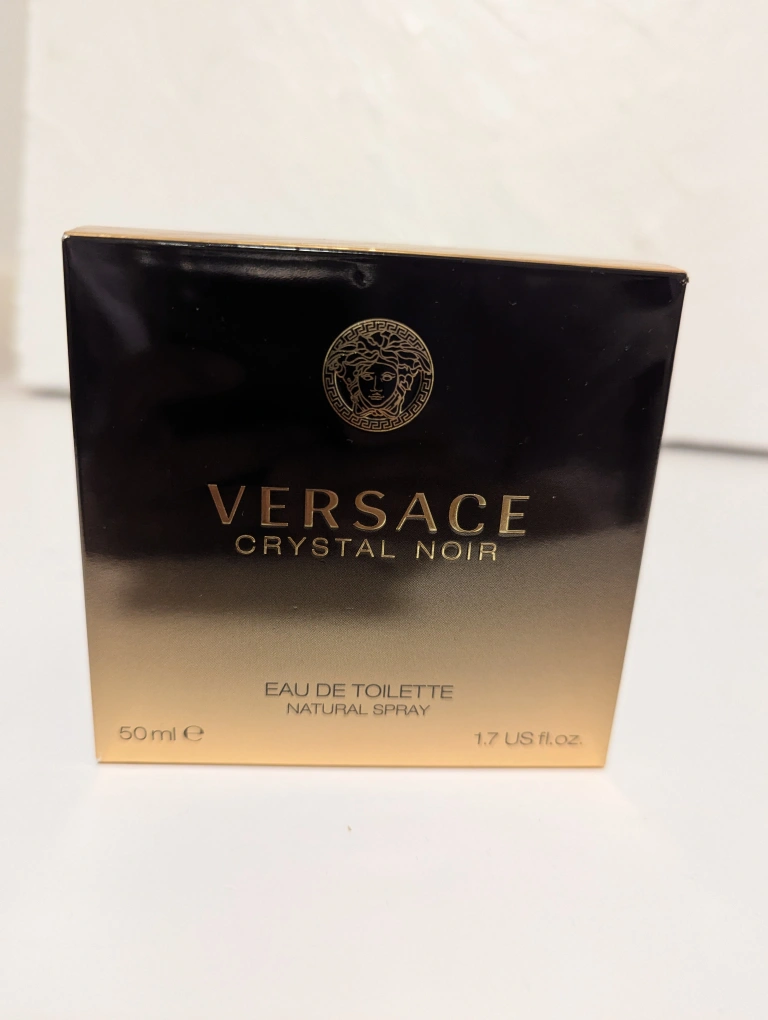 VERSACE
CRYSTAL NOIR
EAU DE TOILETTE
NATURAL SPRAY
50 ml ℮
1.7 US fl. oz.